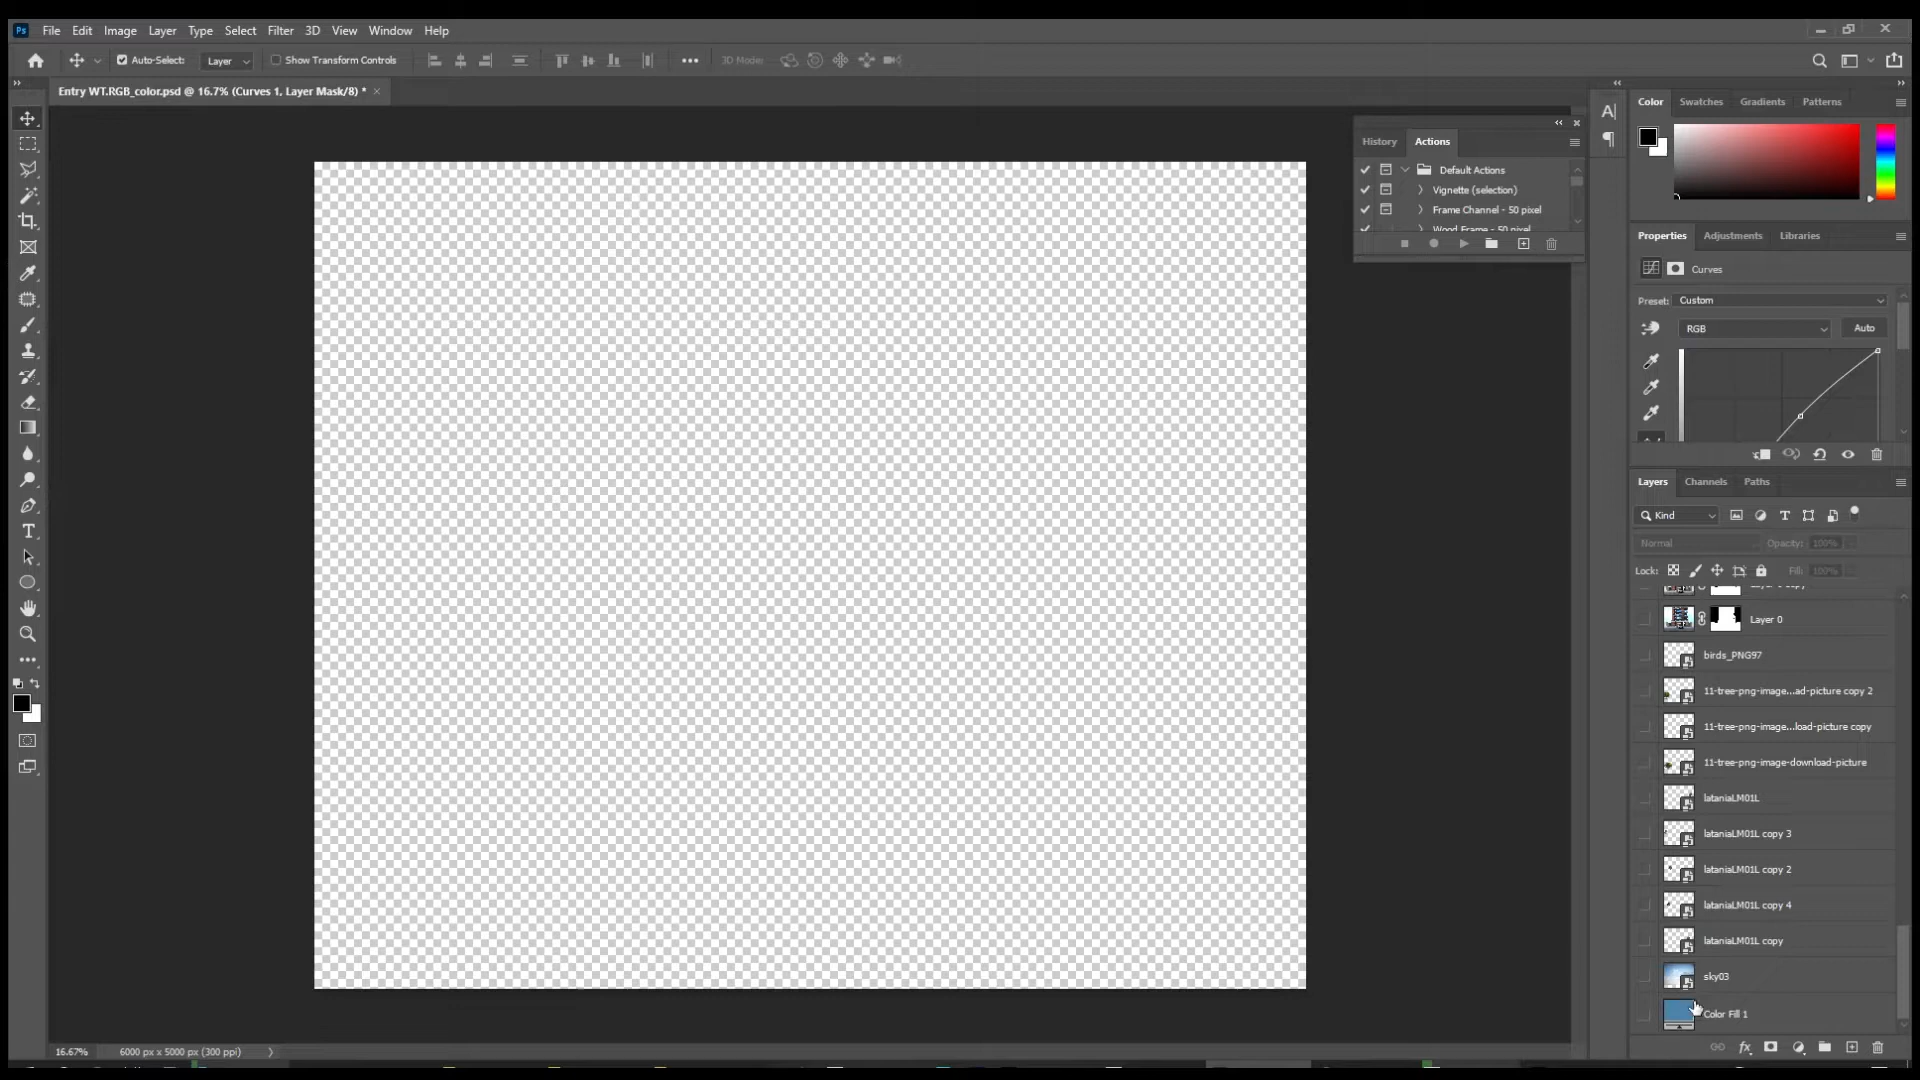 Ps File Edit Image Layer Type Select Filter 3D View Window Help
Auto-Select: Layer Show Transform Controls 3D Mode:
Entry WT.RGB_color.psd @ 16.7% (Curves 1, Layer Mask/8) *
History Actions
Default Actions
Vignette (selection)
Frame Channel - 50 pixel
Wood Frame - 50 pixel
Color Swatches Gradients Patterns
Properties Adjustments Libraries
Curves
Preset: Custom
RGB Auto
Layers Channels Paths
Kind
Normal Opacity: 100%
Lock: Fill: 100%
Layer 0
birds_PNG97
11-tree-png-image...ad-picture copy 2
11-tree-png-image...load-picture copy
11-tree-png-image-download-picture
lataniaLM01L
lataniaLM01L copy 3
lataniaLM01L copy 2
lataniaLM01L copy 4
lataniaLM01L copy
sky03
Color Fill 1
16.67% 6000 px x 5000 px (300 ppi)